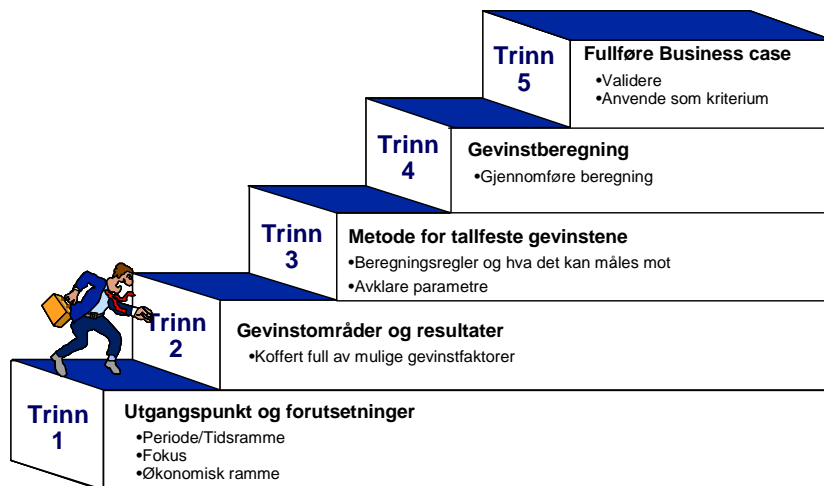 Trinn
5
Fullføre Business case
•Validere
•Anvende som kriterium
Trinn
4
Gevinstberegning
•Gjennomføre beregning
Trinn
3
Metode for tallfeste gevinstene
•Beregningsregler og hva det kan måles mot
•Avklare parametre
Trinn
2
Gevinstområder og resultater
•Koffert full av mulige gevinstfaktorer
Trinn
1
Utgangspunkt og forutsetninger
•Periode/Tidsramme
•Fokus
•Økonomisk ramme